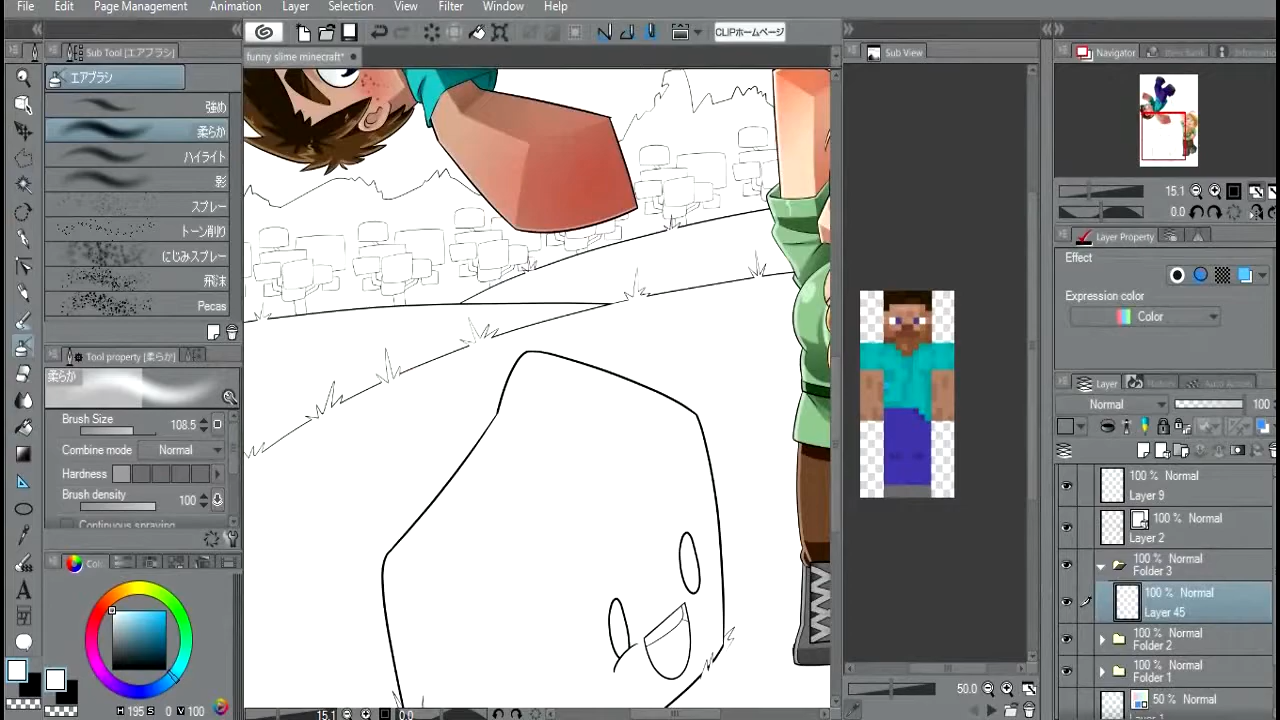 File Edit Page Management Animation Layer Selection View Filter Window Help
CLIPホームページ
Sub Tool [エアブラシ]
エアブラシ
強め
柔らか
ハイライト
影
スプレー
トーン削り
にじみスプレー
飛沫
Pecas
Tool property [柔らか]
柔らか
Brush Size 108.5
Combine mode Normal
Hardness
Brush density 100
Continuous spraying
H 195 S 0 V 100
funny slime minecraft*
15.1 0.0
Sub View
50.0
Navigator
15.1
0.0
Layer Property
Effect
Expression color
Color
Layer
Normal 100
100 % Normal
Layer 9
100 % Normal
Layer 2
100 % Normal
Folder 3
100 % Normal
Layer 45
100 % Normal
Folder 2
100 % Normal
Folder 1
50 % Normal